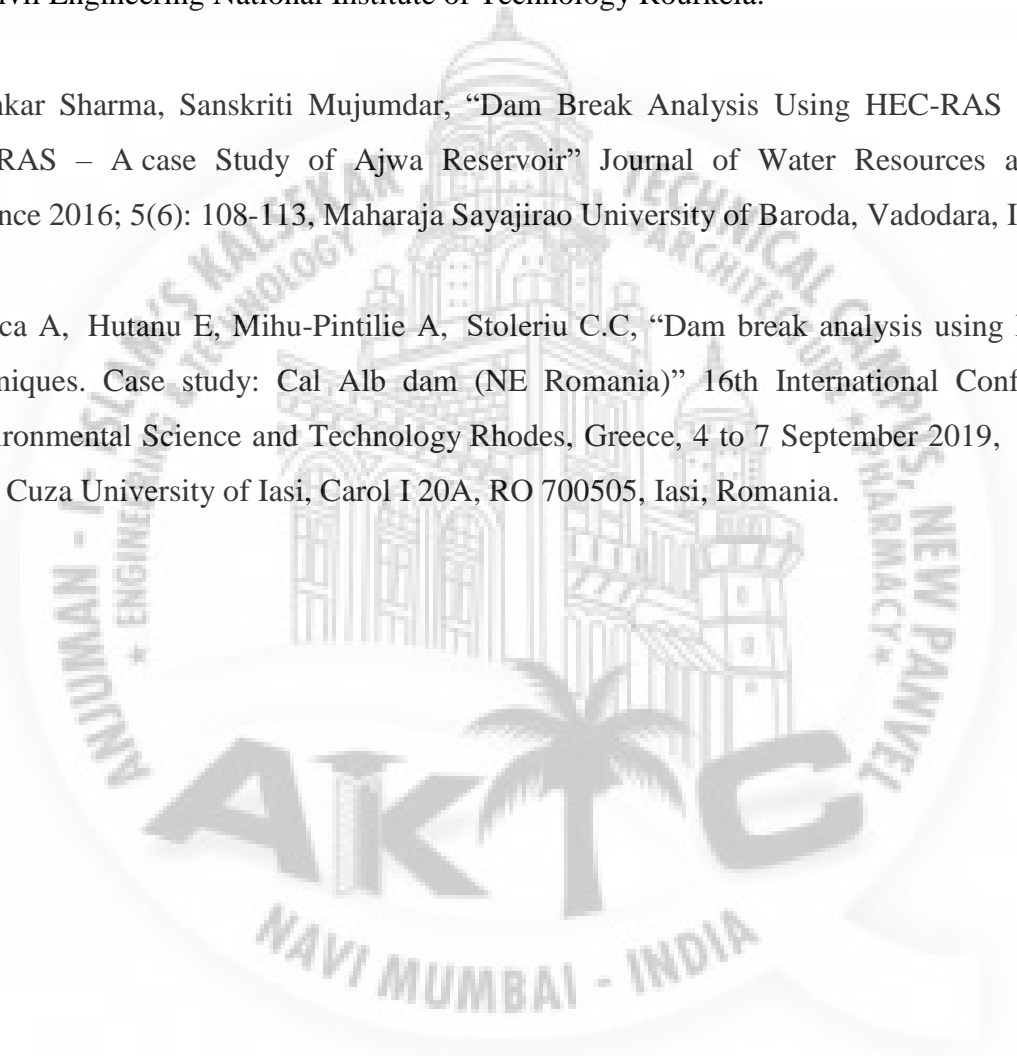 Civil Engineering National Institute of Technology Rourkela.
nkar Sharma, Sanskriti Mujumdar, “Dam Break Analysis Using HEC-RAS
RAS – A case Study of Ajwa Reservoir” Journal of Water Resources a
nce 2016; 5(6): 108-113, Maharaja Sayajirao University of Baroda, Vadodara, I
ca A, Hutanu E, Mihu-Pintilie A, Stoleriu C.C, “Dam break analysis using
niques. Case study: Cal Alb dam (NE Romania)” 16th International Conf
ironmental Science and Technology Rhodes, Greece, 4 to 7 September 2019,
Cuza University of Iasi, Carol I 20A, RO 700505, Iasi, Romania.
ANJUMAN - I - ISLAM'S KALSEKAR TECHNICAL CAMPUS, NEW PANVEL
* ENGINEERING & TECHNOLOGY * ARCHITECTURE * PHARMACY *
AKTC
NAVI MUMBAI - INDIA